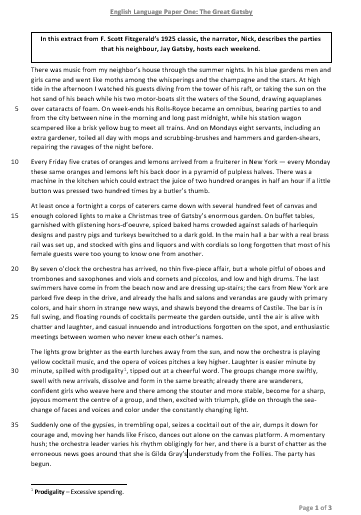 English Language Paper One: The Great Gatsby
In this extract from F. Scott Fitzgerald's 1925 classic, the narrator, Nick, describes the parties
that his neighbour, Jay Gatsby, hosts each weekend.
There was music from my neighbor's house through the summer nights. In his blue gardens men and
girls came and went like moths among the whisperings and the champagne and the stars. At high
tide in the afternoon I watched his guests diving from the tower of his raft, or taking the sun on the
hot sand of his beach while his two motor-boats slit the waters of the Sound, drawing aquaplanes
5 over cataracts of foam. On week-ends his Rolls-Royce became an omnibus, bearing parties to and
from the city between nine in the morning and long past midnight, while his station wagon
scampered like a brisk yellow bug to meet all trains. And on Mondays eight servants, including an
extra gardener, toiled all day with mops and scrubbing-brushes and hammers and garden-shears,
repairing the ravages of the night before.
10 Every Friday five crates of oranges and lemons arrived from a fruiterer in New York — every Monday
these same oranges and lemons left his back door in a pyramid of pulpless halves. There was a
machine in the kitchen which could extract the juice of two hundred oranges in half an hour if a little
button was pressed two hundred times by a butler's thumb.
At least once a fortnight a corps of caterers came down with several hundred feet of canvas and
15 enough colored lights to make a Christmas tree of Gatsby's enormous garden. On buffet tables,
garnished with glistening hors-d'oeuvre, spiced baked hams crowded against salads of harlequin
designs and pastry pigs and turkeys bewitched to a dark gold. In the main hall a bar with a real brass
rail was set up, and stocked with gins and liquors and with cordials so long forgotten that most of his
female guests were too young to know one from another.
20 By seven o'clock the orchestra has arrived, no thin five-piece affair, but a whole pitful of oboes and
trombones and saxophones and viols and cornets and piccolos, and low and high drums. The last
swimmers have come in from the beach now and are dressing up-stairs; the cars from New York are
parked five deep in the drive, and already the halls and salons and verandas are gaudy with primary
colors, and hair shorn in strange new ways, and shawls beyond the dreams of Castile. The bar is in
25 full swing, and floating rounds of cocktails permeate the garden outside, until the air is alive with
chatter and laughter, and casual innuendo and introductions forgotten on the spot, and enthusiastic
meetings between women who never knew each other's names.
The lights grow brighter as the earth lurches away from the sun, and now the orchestra is playing
yellow cocktail music, and the opera of voices pitches a key higher. Laughter is easier minute by
30 minute, spilled with prodigality¹, tipped out at a cheerful word. The groups change more swiftly,
swell with new arrivals, dissolve and form in the same breath; already there are wanderers,
confident girls who weave here and there among the stouter and more stable, become for a sharp,
joyous moment the centre of a group, and then, excited with triumph, glide on through the sea-
change of faces and voices and color under the constantly changing light.
35 Suddenly one of the gypsies, in trembling opal, seizes a cocktail out of the air, dumps it down for
courage and, moving her hands like Frisco, dances out alone on the canvas platform. A momentary
hush; the orchestra leader varies his rhythm obligingly for her, and there is a burst of chatter as the
erroneous news goes around that she is Gilda Gray's understudy from the Follies. The party has
begun.
¹ Prodigality – Excessive spending.
Page 1 of 3